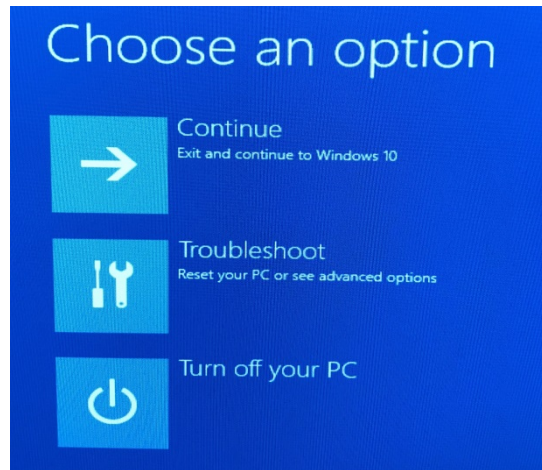 Choose an option
Continue
Exit and continue to Windows 10
Troubleshoot
Reset your PC or see advanced options
Turn off your PC